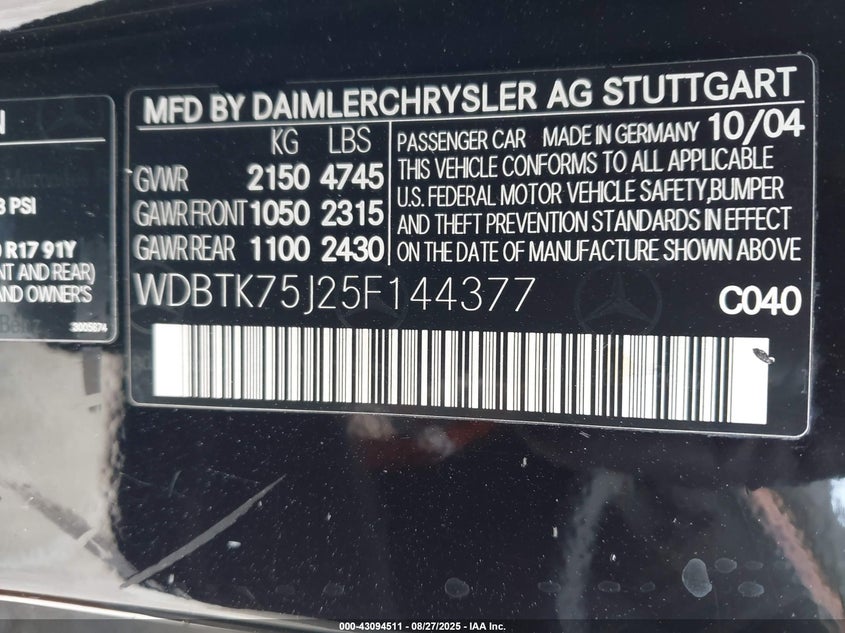 N
3 PSI
R17 91Y
NT AND REAR)
AND OWNER'S
3005874
MFD BY DAIMLERCHRYSLER AG STUTTGART
KG LBS
GVWR 2150 4745
GAWR FRONT 1050 2315
GAWR REAR 1100 2430
PASSENGER CAR MADE IN GERMANY 10/04
THIS VEHICLE CONFORMS TO ALL APPLICABLE
U.S. FEDERAL MOTOR VEHICLE SAFETY, BUMPER
AND THEFT PREVENTION STANDARDS IN EFFECT
ON THE DATE OF MANUFACTURE SHOWN ABOVE
WDBTK75J25F144377 C040
000-43094511 - 08/27/2025 - IAA Inc.